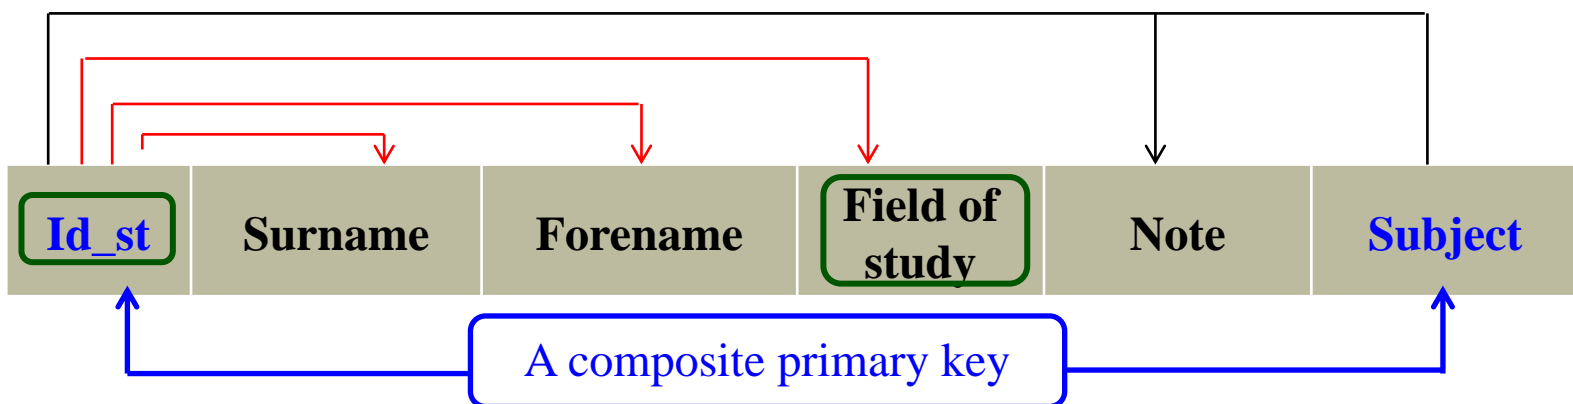 Id_st
Surname
Forename
Field of
study
Note
Subject
A composite primary key